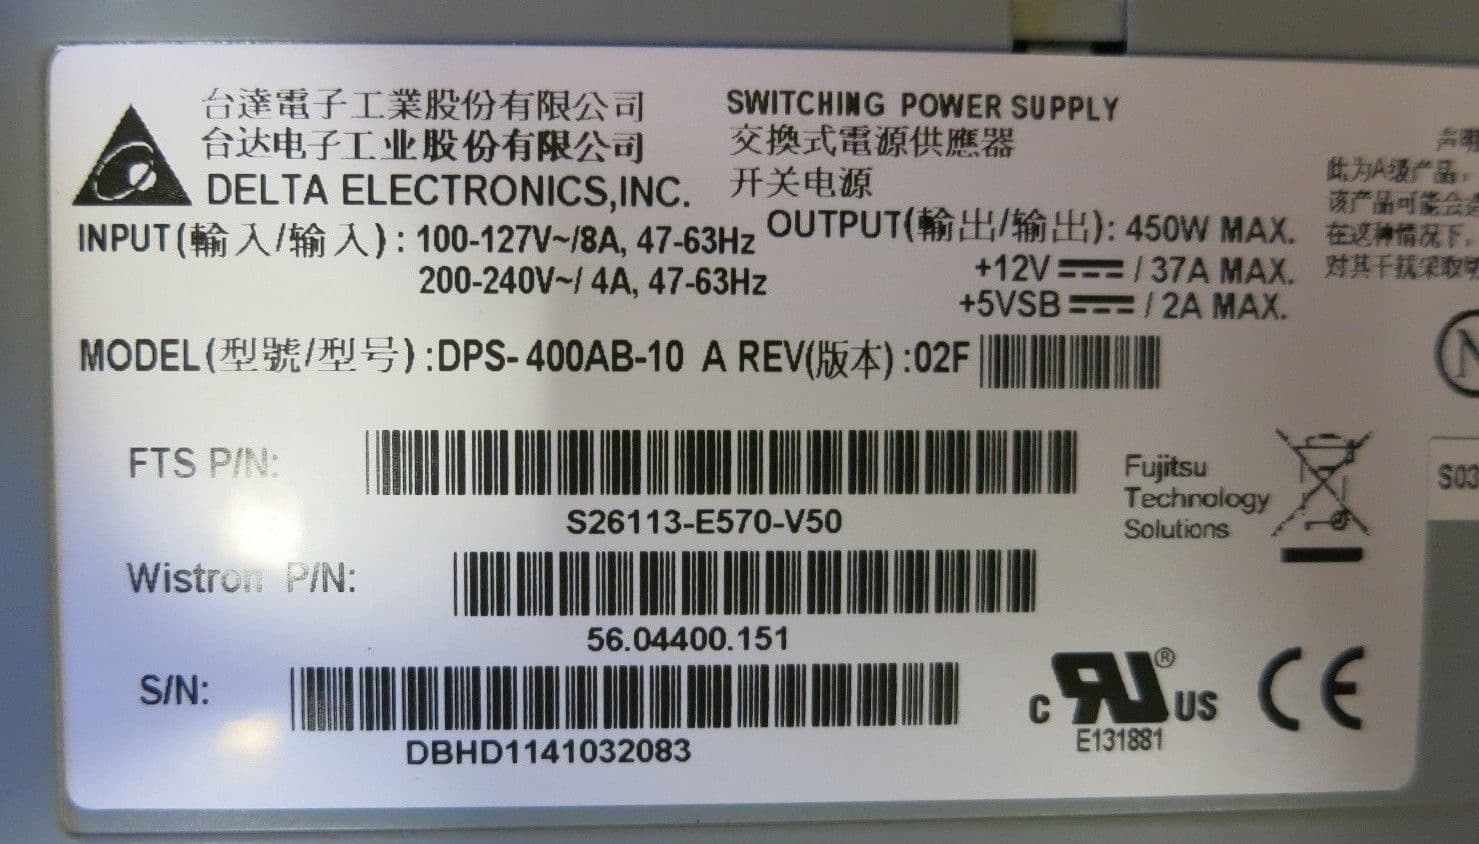 台達電子工業股份有限公司
台达电子工业股份有限公司
DELTA ELECTRONICS,INC.
SWITCHING POWER SUPPLY
交換式電源供應器
开关电源
INPUT(輸入/输入): 100-127V~/8A, 47-63Hz
200-240V~/ 4A, 47-63Hz
OUTPUT(輸出/输出): 450W MAX.
+12V / 37A MAX.
+5VSB / 2A MAX.
声明
此为A级产品,
该产品可能会
在这种情况下,
对其干扰采取
MODEL(型號/型号):DPS-400AB-10 A REV(版本):02F
N
FTS P/N:
S26113-E570-V50
Fujitsu
Technology
Solutions
S03
Wistron P/N:
56.04400.151
S/N:
DBHD1141032083
c RU ® US
E131881
CE